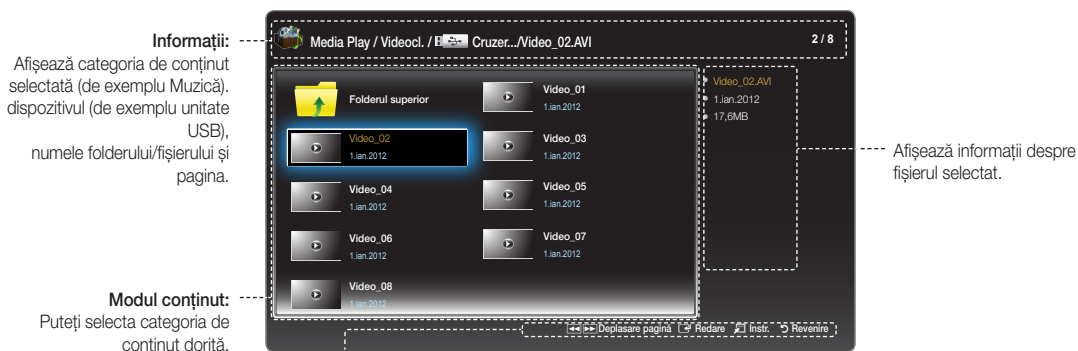 Informații:
Afișează categoria de conținut
selectată (de exemplu Muzică).
dispozitivul (de exemplu unitate
USB),
numele folderului/fișierului și
pagina.
Modul conținut:
Puteți selecta categoria de
conținut dorită.
Media Play / Videocl. / Cruzer.../Video_02.AVI
2 / 8
Folderul superior
Video_01
1.ian.2012
Video_02
1.ian.2012
Video_03
1.ian.2012
Video_04
1.ian.2012
Video_05
1.ian.2012
Video_06
1.ian.2012
Video_07
1.ian.2012
Video_08
1.ian.2012
Video_02.AVI
1.ian.2012
17,6MB
Deplasare pagină Redare Instr. Revenire
Afișează informații despre
fișierul selectat.